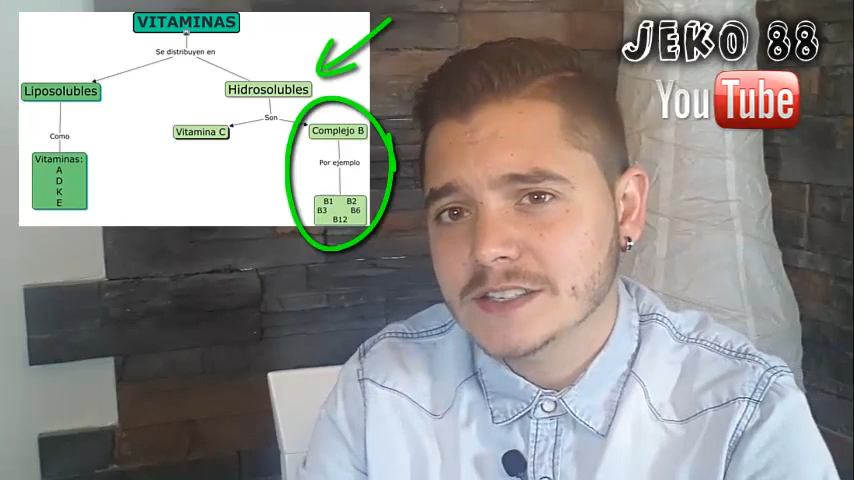 VITAMINAS
Se distribuyen en
Liposolubles
Hidrosolubles
Son
Vitamina C
Complejo B
Como
Por ejemplo
Vitaminas:
A
D
K
E
B1 B2
B3 B6
B12
JEKO 88
YouTube